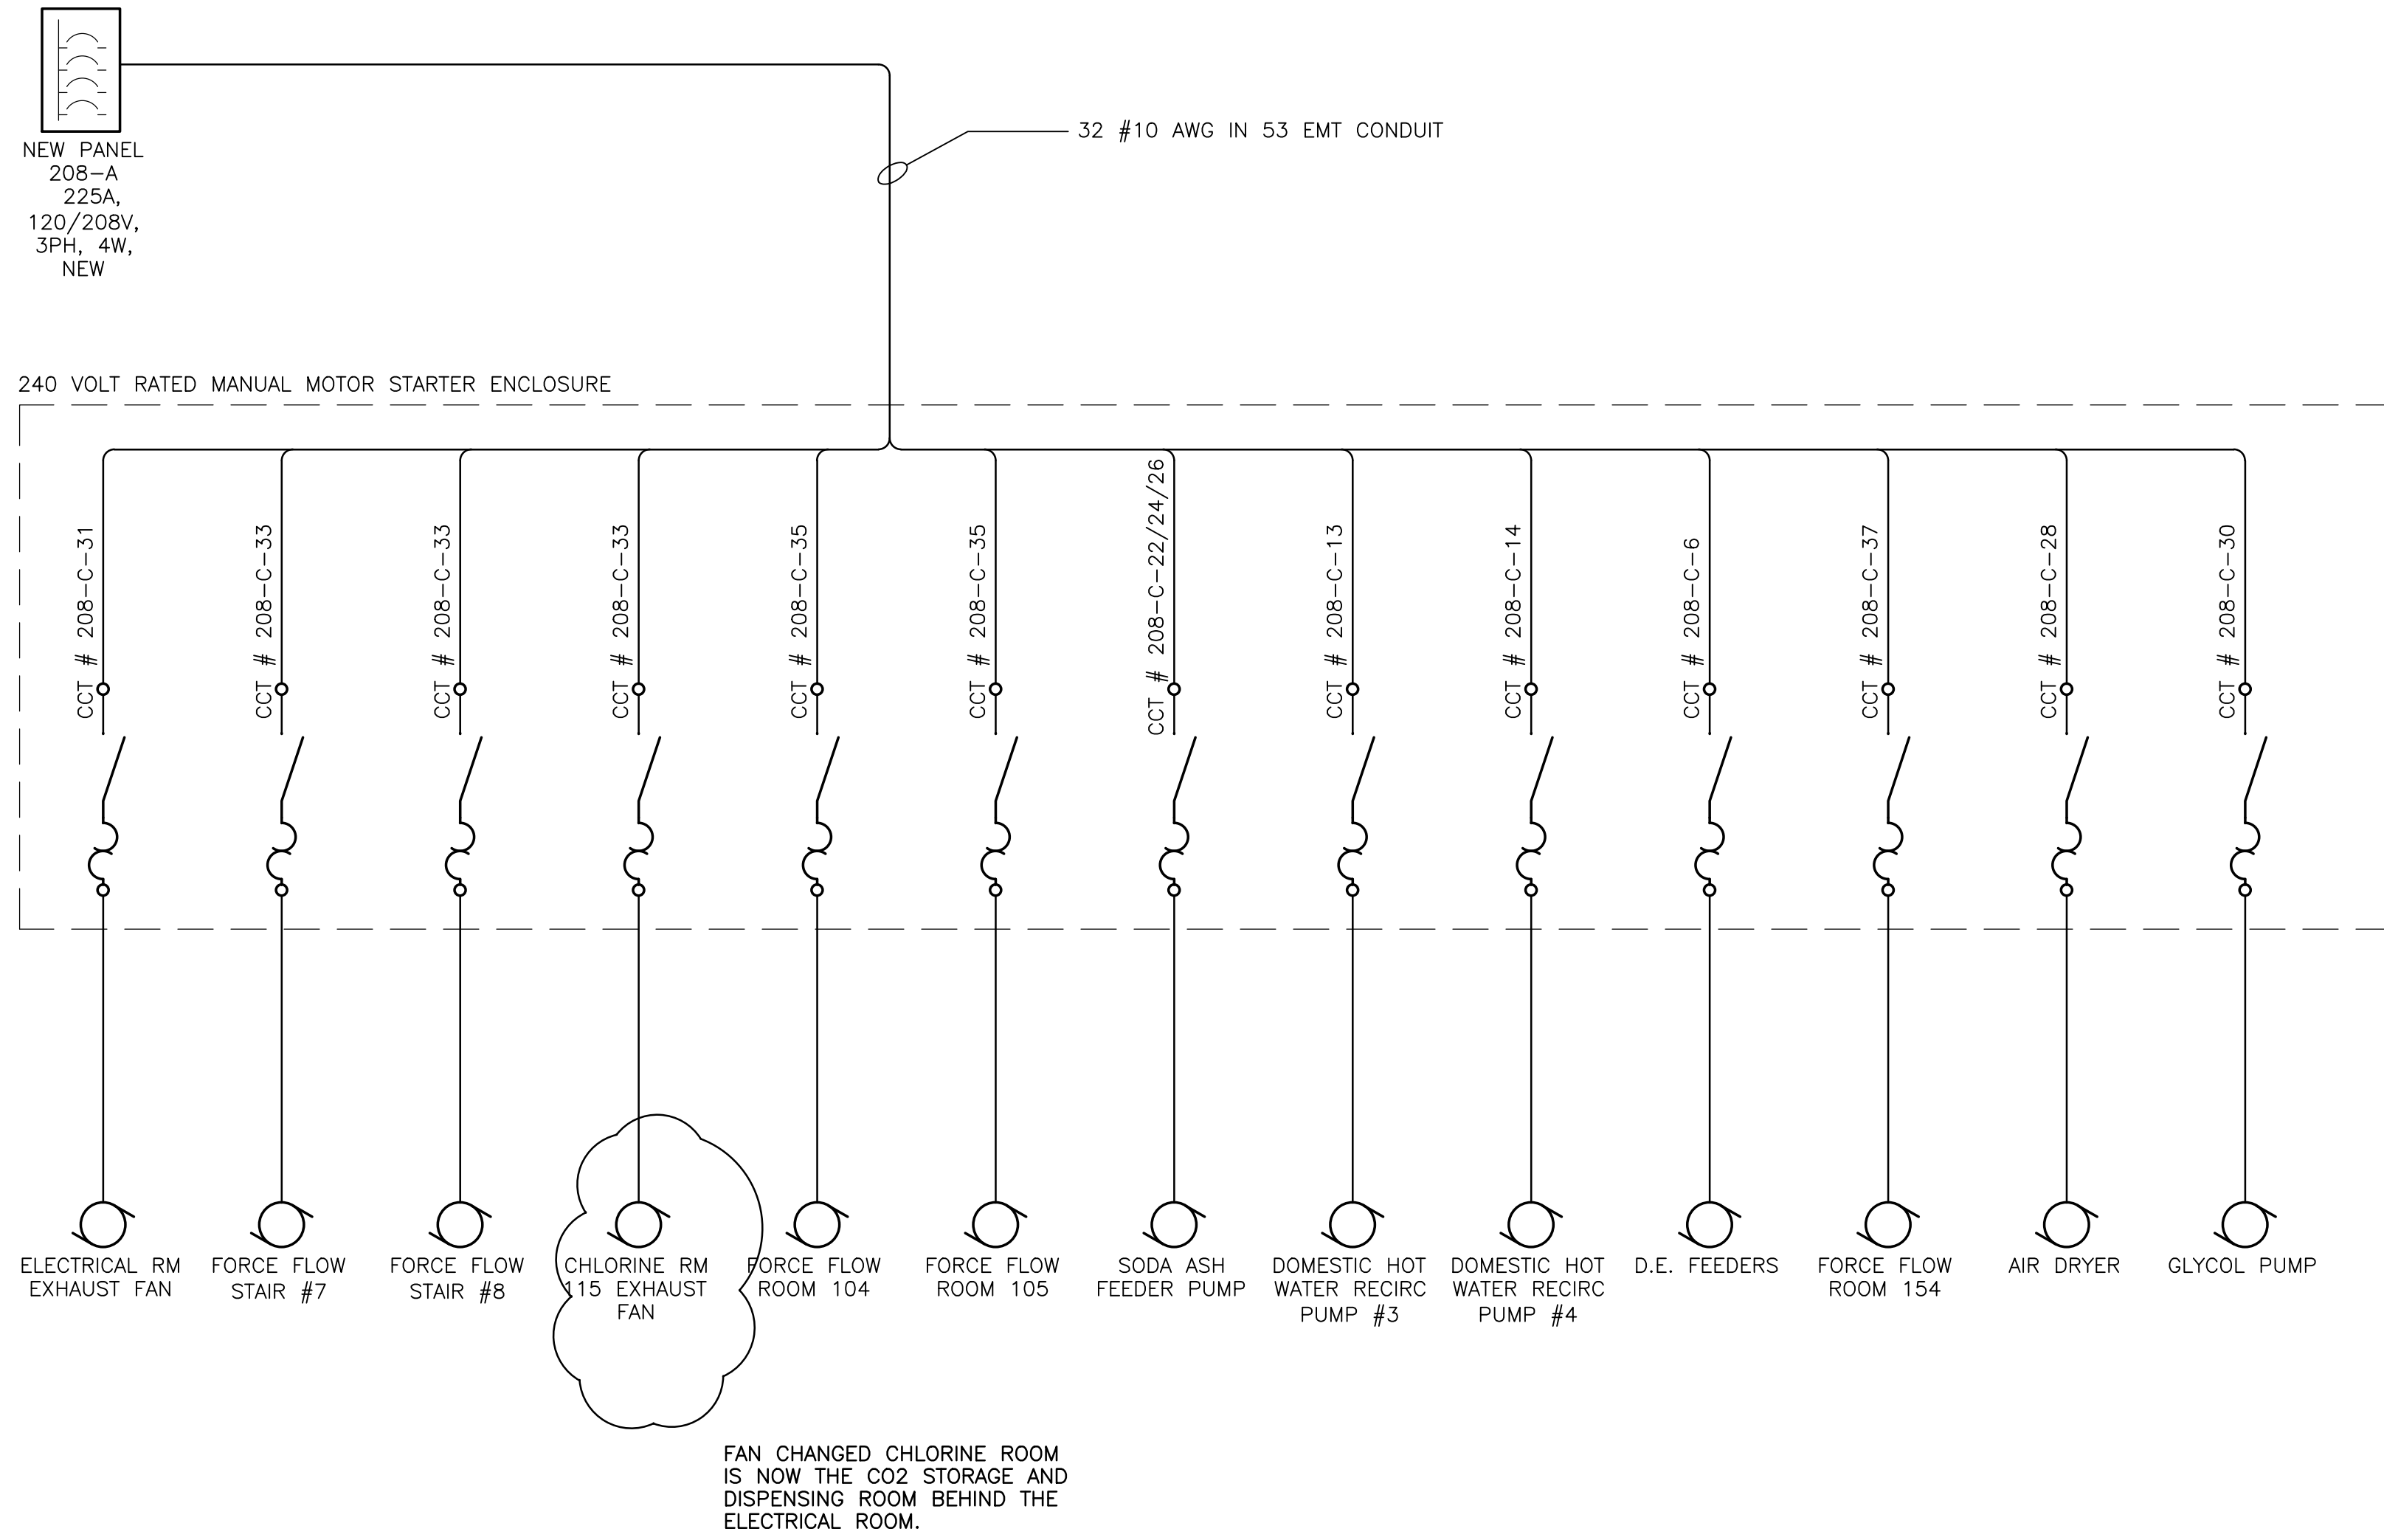 NEW PANEL
208-A
225A,
120/208V,
3PH, 4W,
NEW
32 #10 AWG IN 53 EMT CONDUIT
240 VOLT RATED MANUAL MOTOR STARTER ENCLOSURE
CCT # 208-C-31
CCT # 208-C-33
CCT # 208-C-33
CCT # 208-C-33
CCT # 208-C-35
CCT # 208-C-35
CCT # 208-C-22/24/26
CCT # 208-C-13
CCT # 208-C-14
CCT # 208-C-6
CCT # 208-C-37
CCT # 208-C-28
CCT # 208-C-30
ELECTRICAL RM
EXHAUST FAN
FORCE FLOW
STAIR #7
FORCE FLOW
STAIR #8
CHLORINE RM
115 EXHAUST
FAN
FORCE FLOW
ROOM 104
FORCE FLOW
ROOM 105
SODA ASH
FEEDER PUMP
DOMESTIC HOT
WATER RECIRC
PUMP #3
DOMESTIC HOT
WATER RECIRC
PUMP #4
D.E. FEEDERS
FORCE FLOW
ROOM 154
AIR DRYER
GLYCOL PUMP
FAN CHANGED CHLORINE ROOM
IS NOW THE CO2 STORAGE AND
DISPENSING ROOM BEHIND THE
ELECTRICAL ROOM.